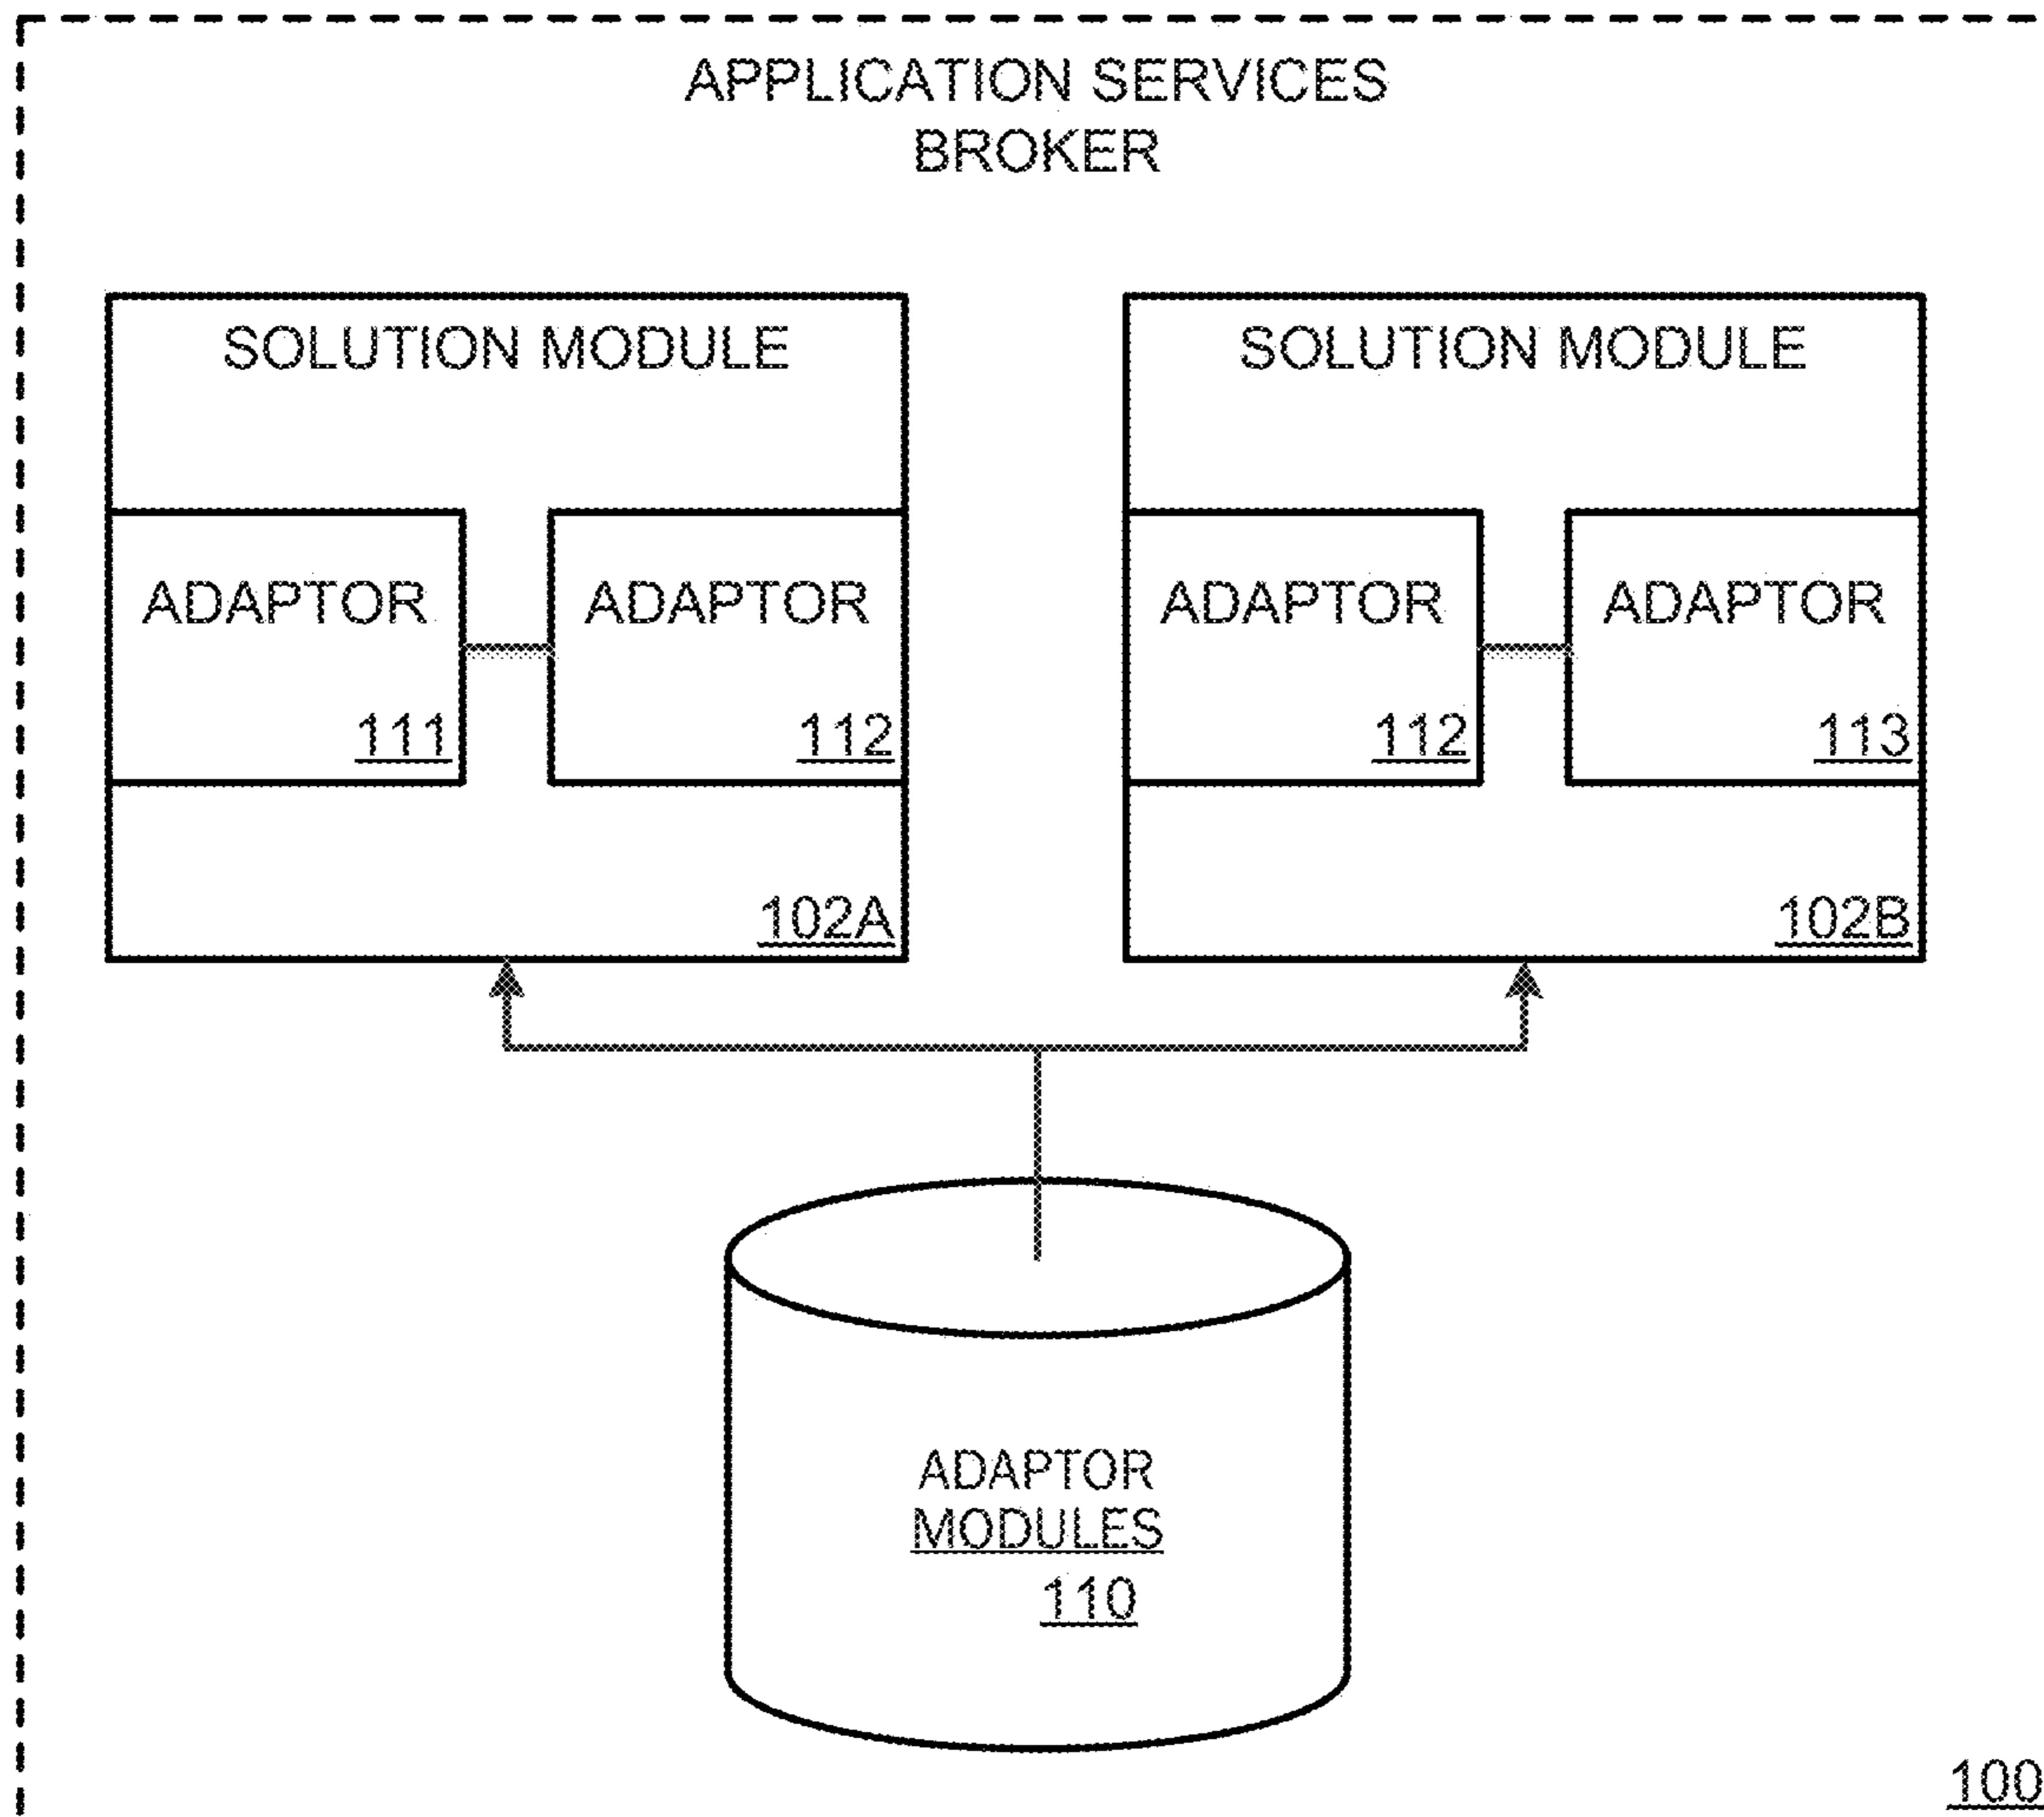 APPLICATION SERVICES
BROKER
SOLUTION MODULE
SOLUTION MODULE
ADAPTOR
ADAPTOR
ADAPTOR
ADAPTOR
111
112
112
113
102A
102B
ADAPTOR
MODULES
110
100